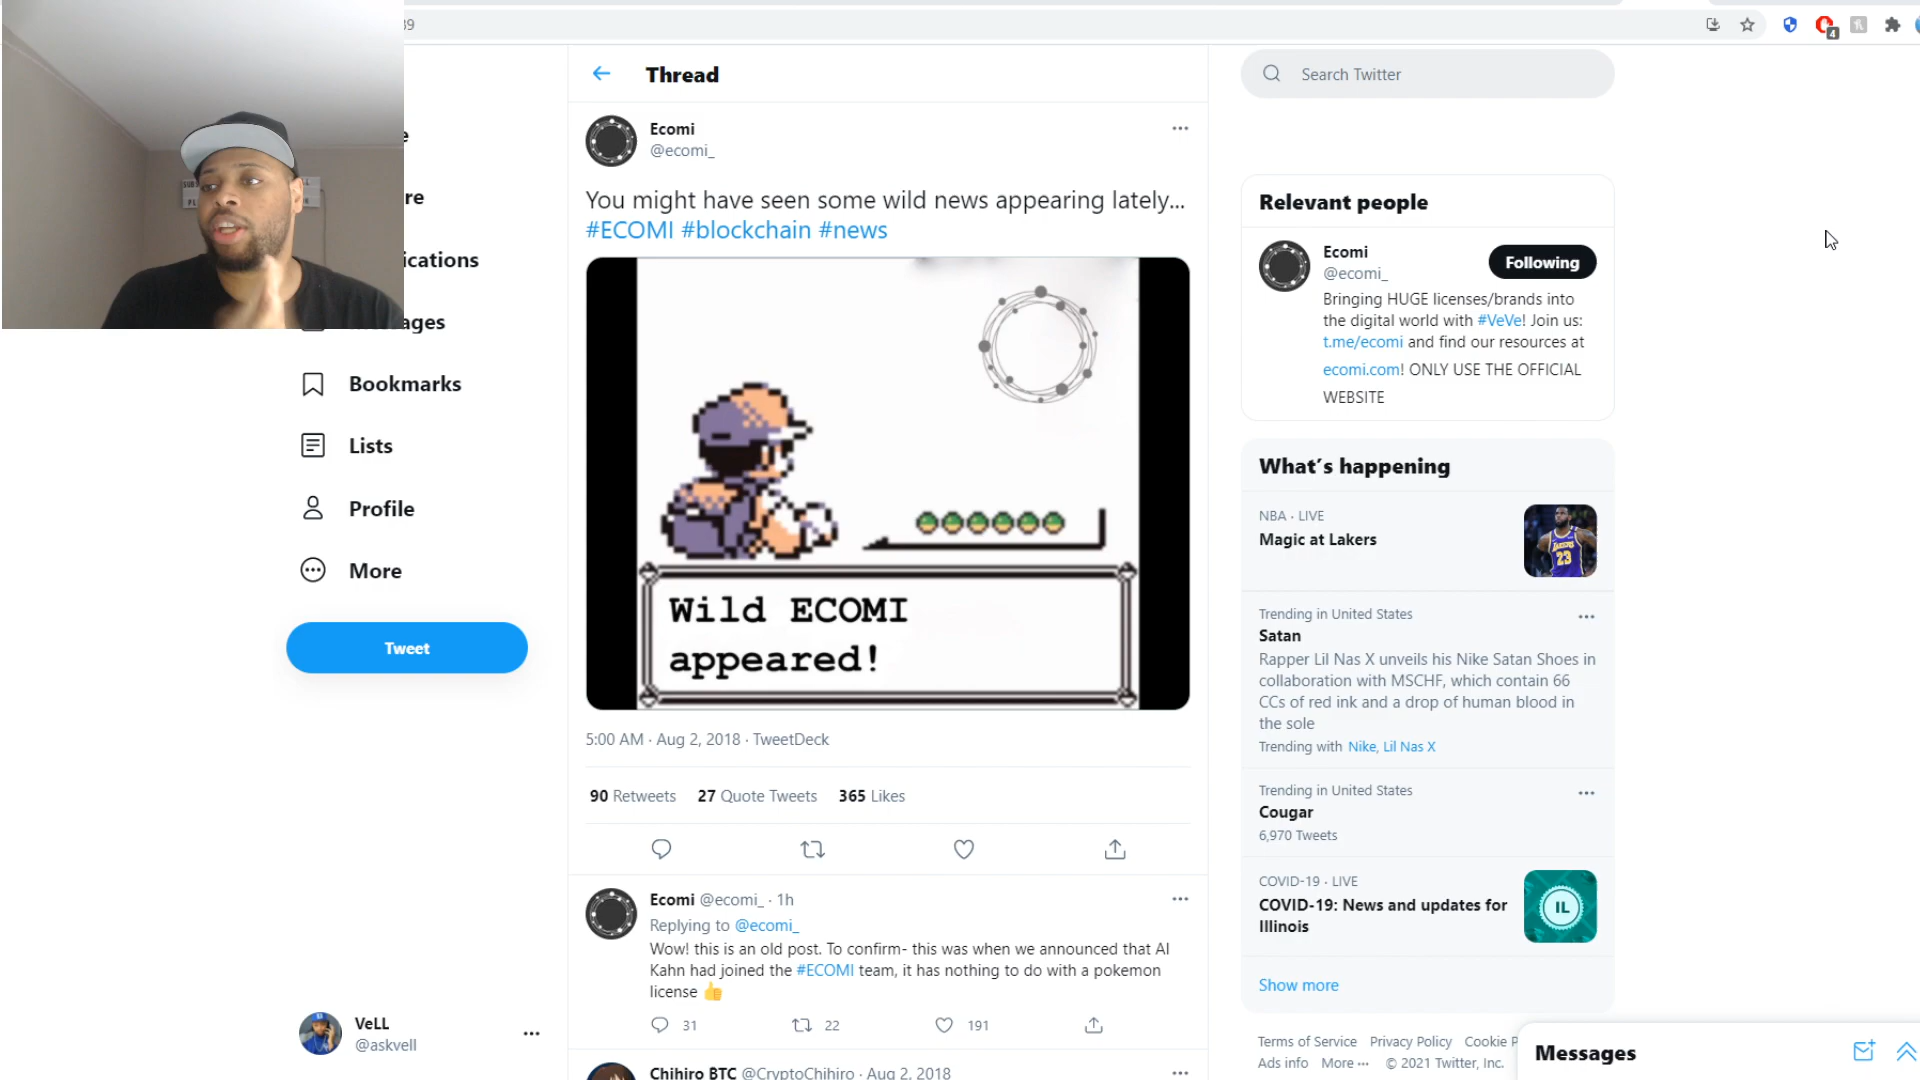 39
Thread
Search Twitter
Ecomi
@ecomi_
You might have seen some wild news appearing lately...
#ECOMI #blockchain #news
Wild ECOMI
appeared!
5:00 AM · Aug 2, 2018 · TweetDeck
90 Retweets 27 Quote Tweets 365 Likes
Ecomi @ecomi_ · 1h
Replying to @ecomi_
Wow! this is an old post. To confirm- this was when we announced that Al
Kahn had joined the #ECOMI team, it has nothing to do with a pokemon
license 👍
31 22 191
Chihiro BTC @CryptoChihiro · Aug 2, 2018
Bookmarks
Lists
Profile
More
Tweet
VeLL
@askvell
Relevant people
Ecomi
@ecomi_
Following
Bringing HUGE licenses/brands into
the digital world with #VeVe! Join us:
t.me/ecomi and find our resources at
ecomi.com! ONLY USE THE OFFICIAL
WEBSITE
What's happening
NBA · LIVE
Magic at Lakers
23
Trending in United States
Satan
Rapper Lil Nas X unveils his Nike Satan Shoes in
collaboration with MSCHF, which contain 66
CCs of red ink and a drop of human blood in
the sole
Trending with Nike, Lil Nas X
Trending in United States
Cougar
6,970 Tweets
COVID-19 · LIVE
COVID-19: News and updates for
Illinois
IL
Show more
Terms of Service Privacy Policy Cookie P
Ads info More ··· © 2021 Twitter, Inc.
Messages
4